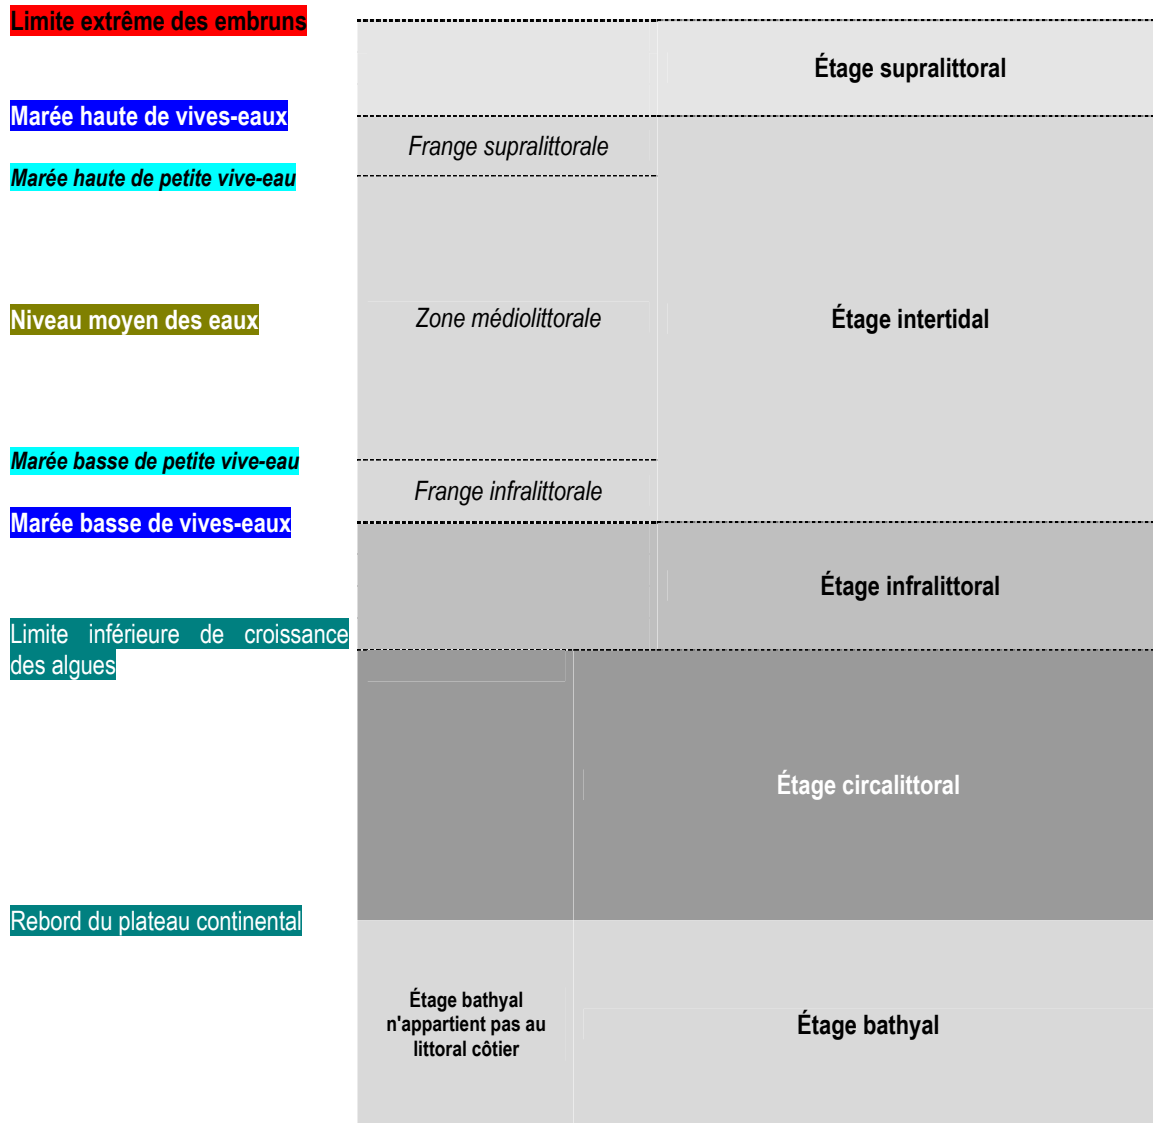 Limite extrême des embruns
Étage supralittoral
Marée haute de vives-eaux
Frange supralittorale
Marée haute de petite vive-eau
Niveau moyen des eaux
Zone médiolittorale
Étage intertidal
Marée basse de petite vive-eau
Frange infralittorale
Marée basse de vives-eaux
Étage infralittoral
Limite inférieure de croissance
des algues
Étage circalittoral
Rebord du plateau continental
Étage bathyal
n'appartient pas au
littoral côtier
Étage bathyal